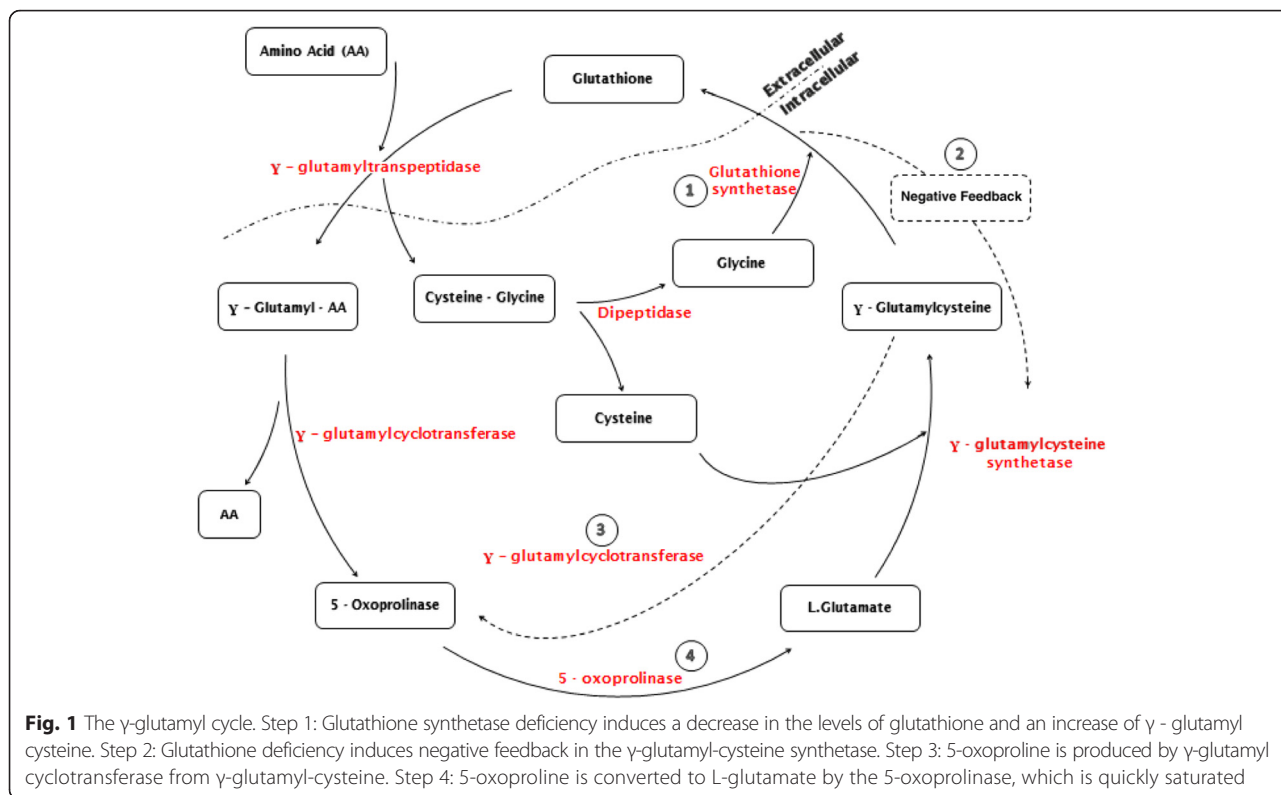 Amino Acid (AA)
Glutathione
Extracellular
Intracellular
γ - glutamyltranspeptidase
1
Glutathione
synthetase
2
Negative Feedback
Glycine
γ - Glutamyl - AA
Cysteine - Glycine
Dipeptidase
γ - Glutamylcysteine
Cysteine
γ - glutamylcyclotransferase
γ - glutamylcysteine
synthetase
AA
3
γ - glutamylcyclotransferase
5 - Oxoprolinase
L.Glutamate
4
5 - oxoprolinase
Fig. 1 The γ-glutamyl cycle. Step 1: Glutathione synthetase deficiency induces a decrease in the levels of glutathione and an increase of γ - glutamyl
cysteine. Step 2: Glutathione deficiency induces negative feedback in the γ-glutamyl-cysteine synthetase. Step 3: 5-oxoproline is produced by γ-glutamyl
cyclotransferase from γ-glutamyl-cysteine. Step 4: 5-oxoproline is converted to L-glutamate by the 5-oxoprolinase, which is quickly saturated